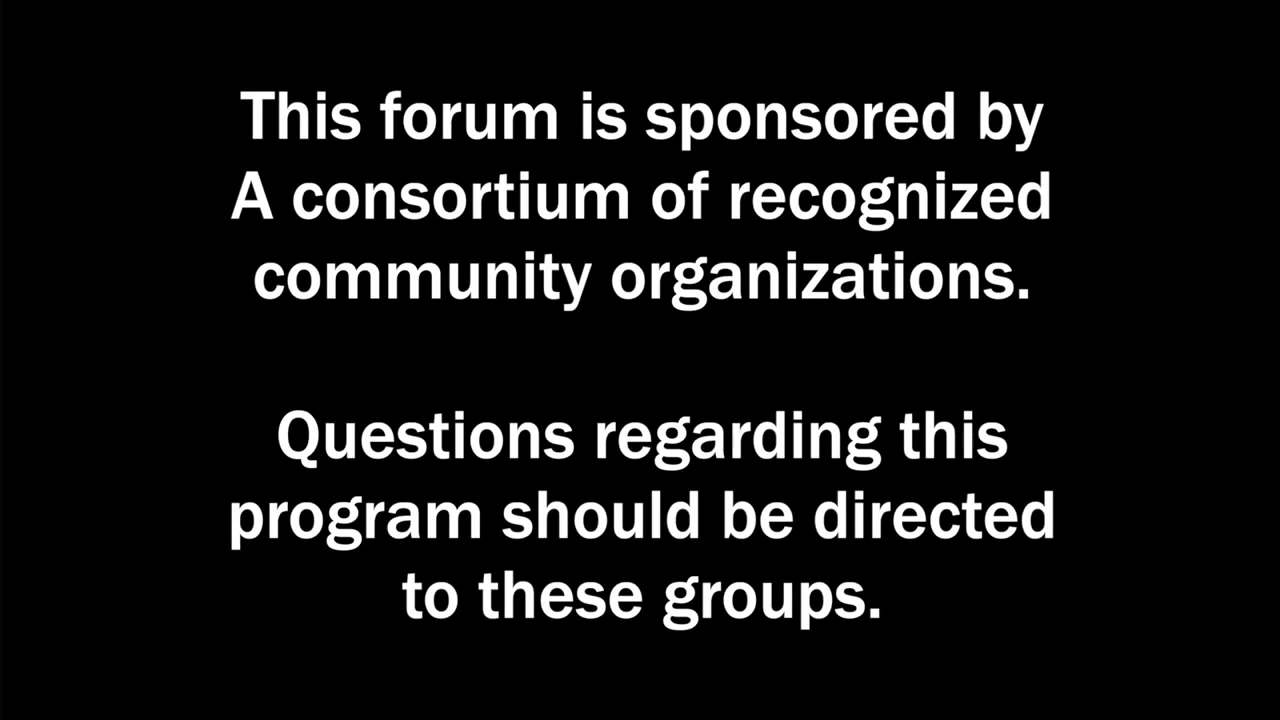 This forum is sponsored by
A consortium of recognized
community organizations.
Questions regarding this
program should be directed
to these groups.